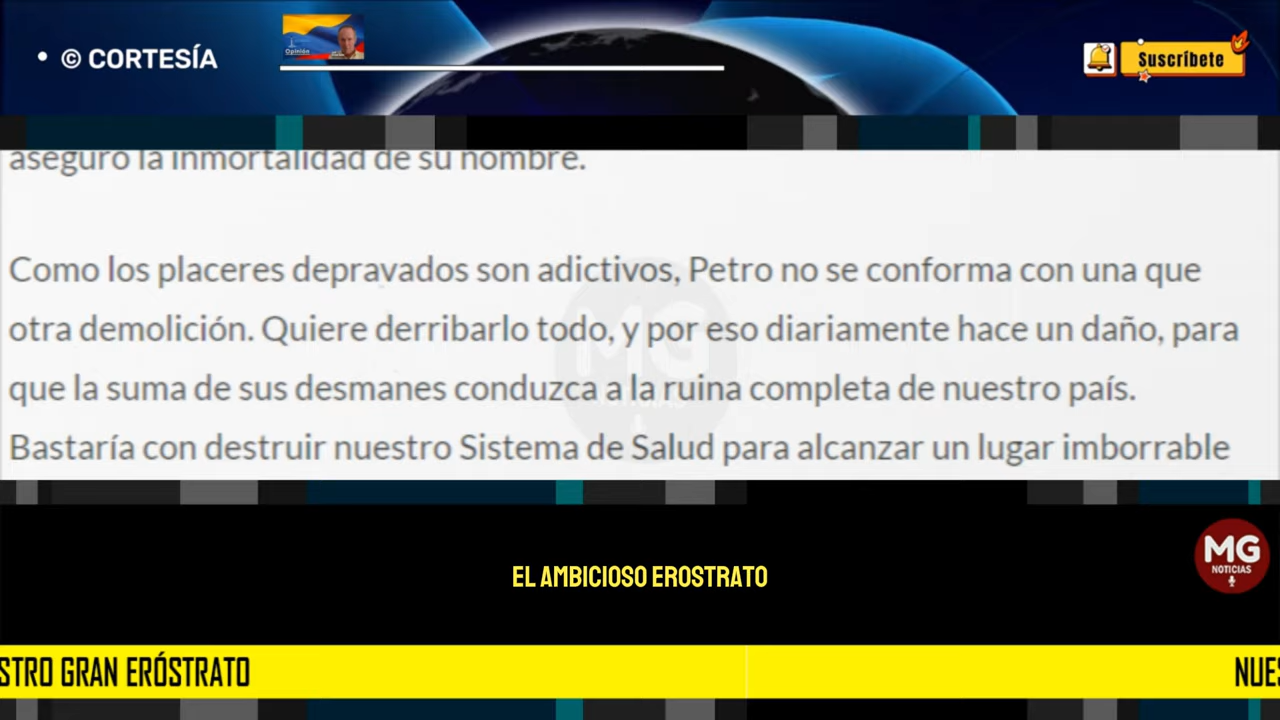 • © CORTESÍA
Opinión
Suscríbete
aseguró la inmortalidad de su nombre.
Como los placeres depravados son adictivos, Petro no se conforma con una que
otra demolición. Quiere derribarlo todo, y por eso diariamente hace un daño, para
que la suma de sus desmanes conduzca a la ruina completa de nuestro país.
Bastaría con destruir nuestro Sistema de Salud para alcanzar un lugar imborrable
MG
NOTICIAS
EL AMBICIOSO EROSTRATO
STRO GRAN ERÓSTRATO
NUES